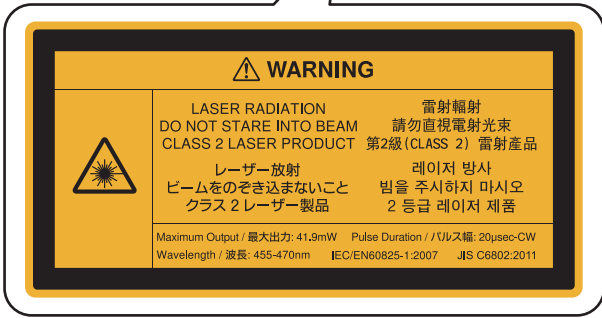 ⚠ WARNING
LASER RADIATION
DO NOT STARE INTO BEAM
CLASS 2 LASER PRODUCT
雷射輻射
請勿直視電射光束
第2級(CLASS 2) 雷射產品
レーザー放射
ビームをのぞき込まないこと
クラス 2 レーザー製品
레이저 방사
빔을 주시하지 마시오
2 등급 레이저 제품
Maximum Output / 最大出力: 41.9mW Pulse Duration / パルス幅: 20µsec-CW
Wavelength / 波長: 455-470nm IEC/EN60825-1:2007 JIS C6802:2011